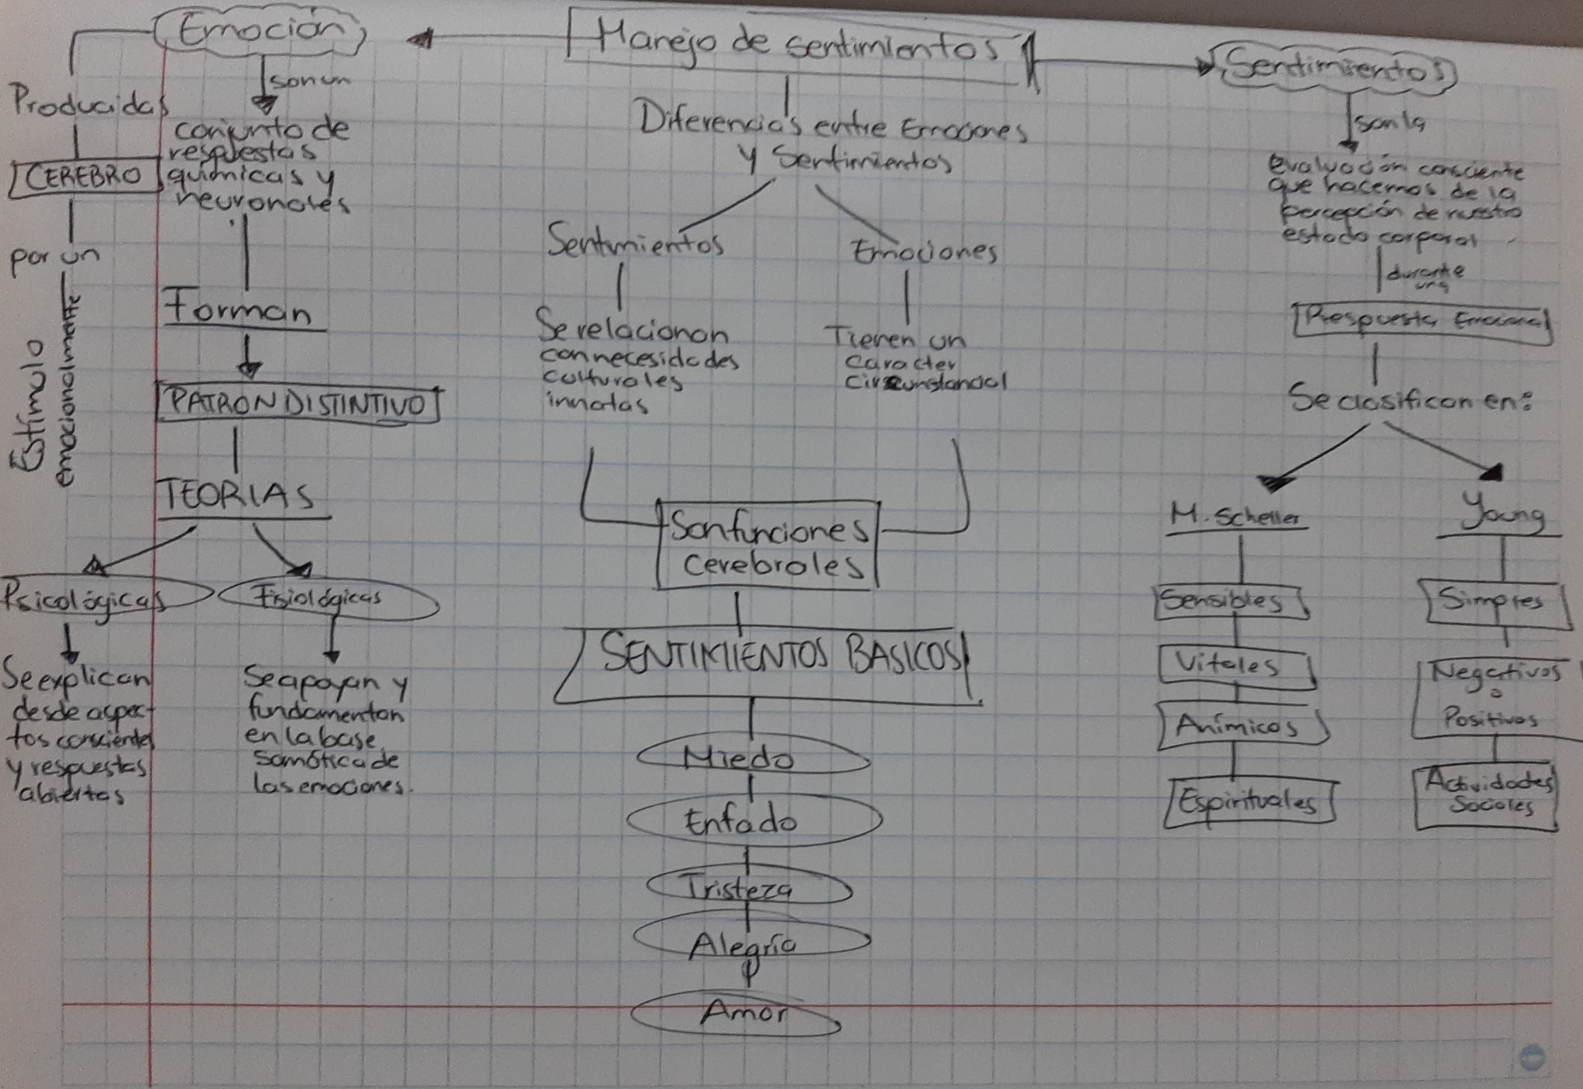 Manejo de sentimientos
Emoción
Producidas
CEREBRO
por un
Estímulo
emocionalmente
son un
conjunto de
respuestas
químicas y
neuronales
Forman
PATRON DISTINTIVO
TEORIAS
Psicológicas
Se explican
desde aspec
tos conscientes
y respuestas
abiertas
Fisiológicas
Se apoyan y
fundamentan
en la base
somática de
las emociones.
Diferencias entre Emociones
y Sentimientos
Sentimientos
Se relacionan
con necesidades
culturales
innatas
Emociones
Tienen un
caracter
circunstancial
Son funciones
cerebrales
SENTIMIENTOS BASICOS
Miedo
Enfado
Tristeza
Alegría
Amor
Sentimientos
son la
evaluación consciente
que hacemos de la
percepción de nuestro
estado corporal
durante
una
Respuesta Emocional
Se clasifican en:
M. Scheller
Sensibles
Vitales
Anímicos
Espirituales
Young
Simples
Negativos
o
Positivos
Actividades
Sociales